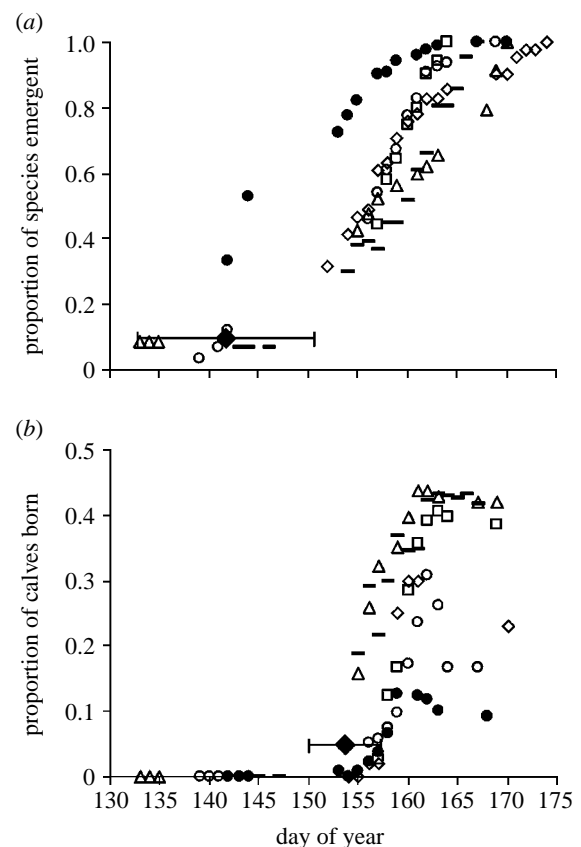 (a)
1.0
0.8
0.6
0.4
0.2
0
proportion of species emergent
(b)
0.5
0.4
0.3
0.2
0.1
0
proportion of calves born
130 135 140 145 150 155 160 165 170 175
day of year